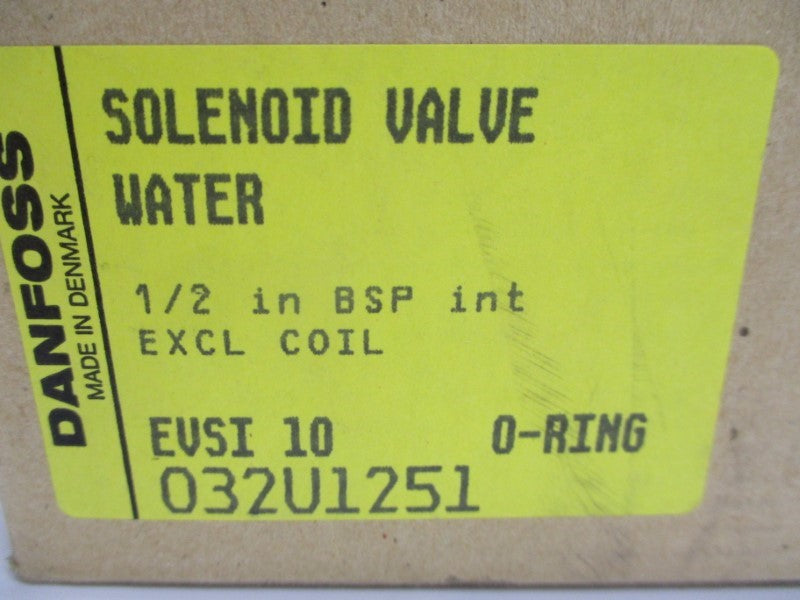 DANFOSS
MADE IN DENMARK
SOLENOID VALVE
WATER
1/2 in BSP int
EXCL COIL
EVSI 10 O-RING
032U1251